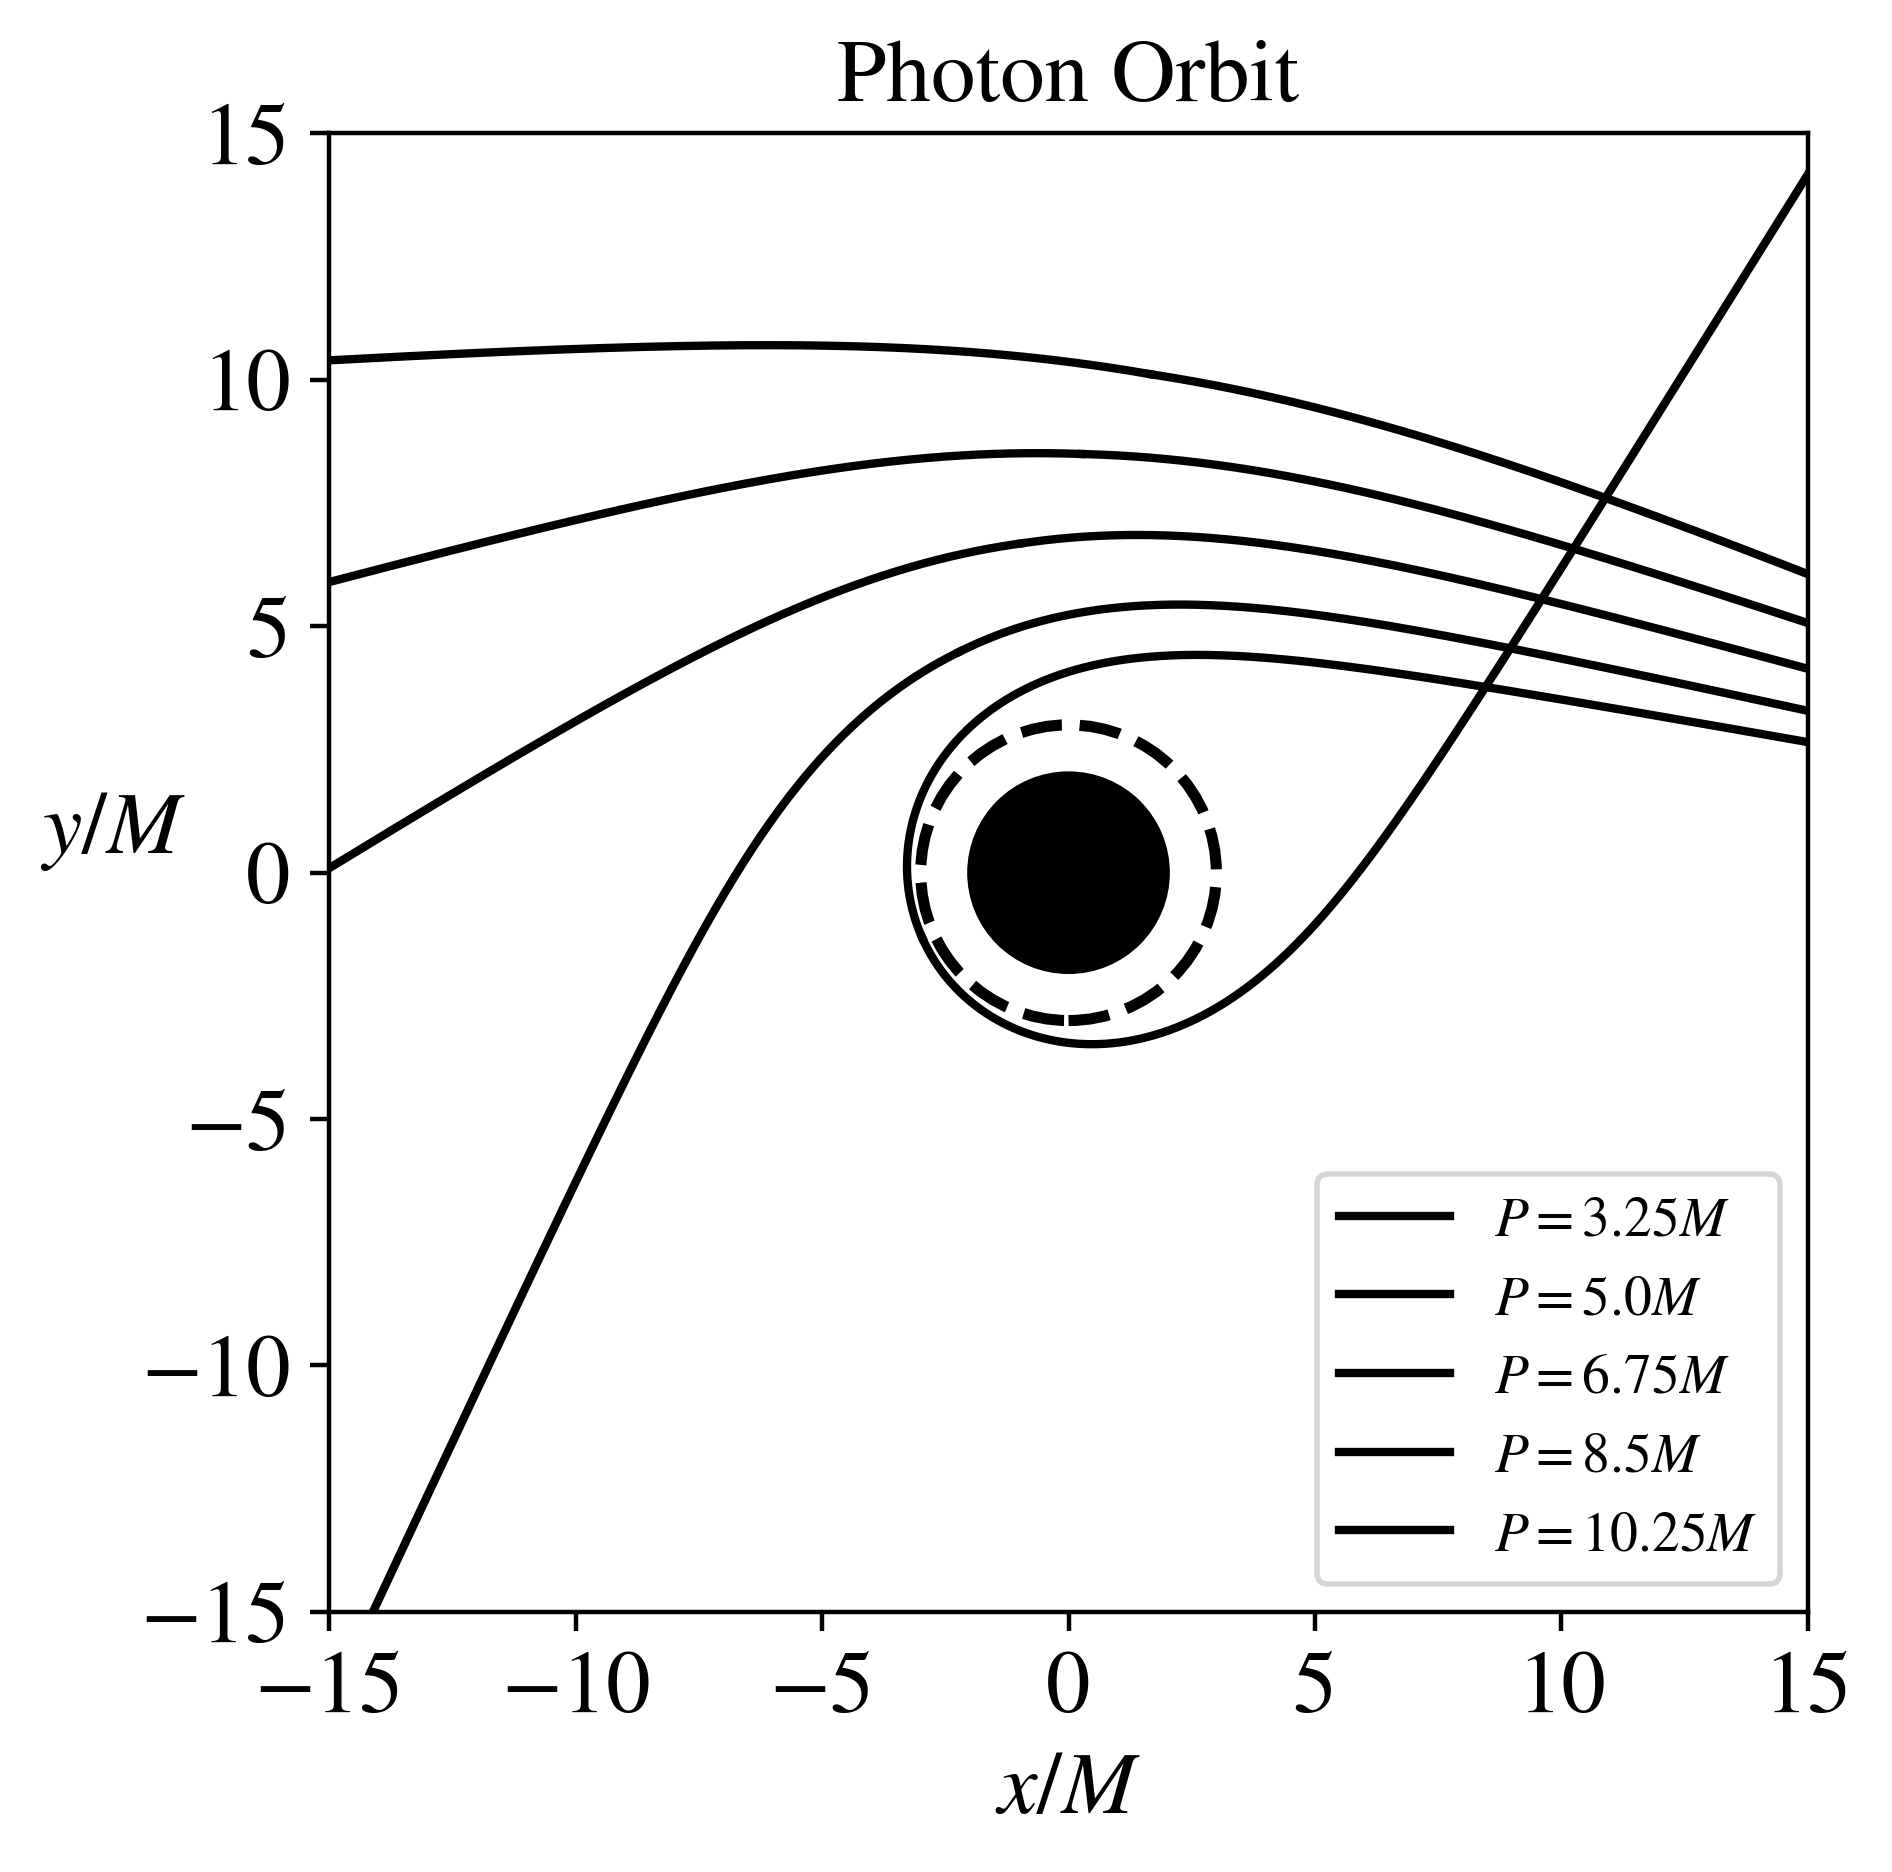 Photon Orbit
15
10
5
0
−5
−10
−15
y/M
−15 −10 −5 0 5 10 15
x/M
P = 3.25M
P = 5.0M
P = 6.75M
P = 8.5M
P = 10.25M